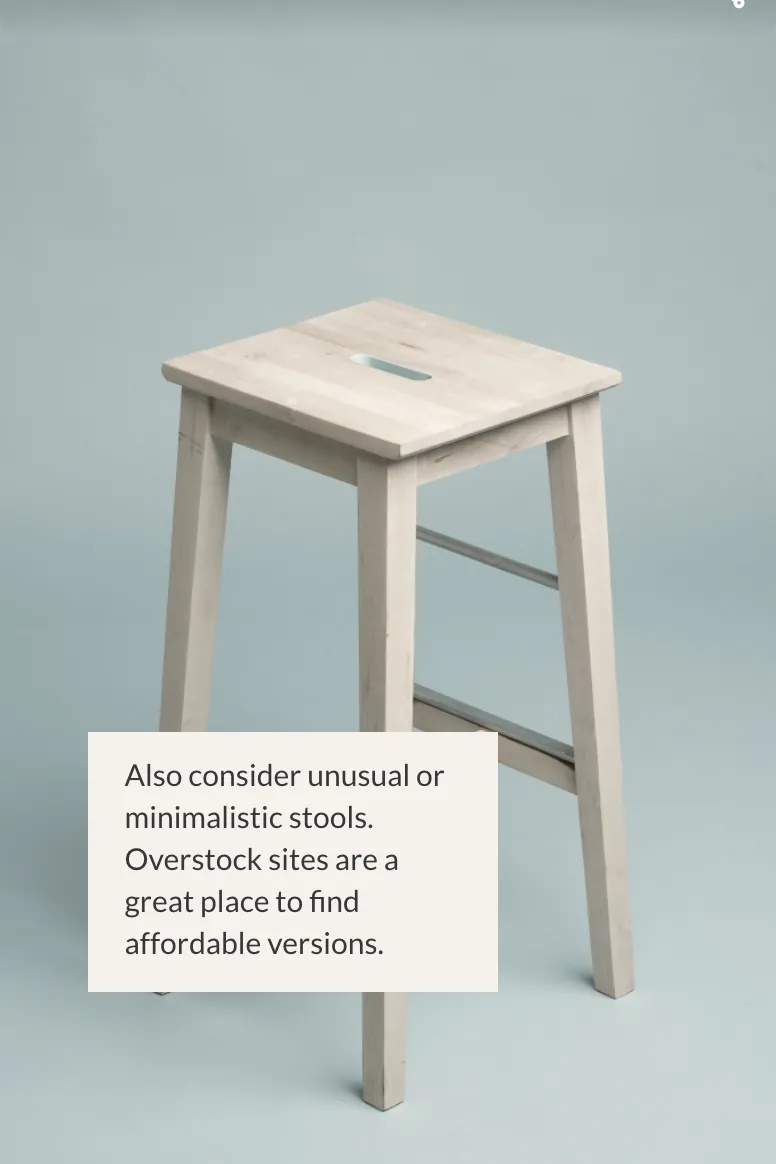 Also consider unusual or
minimalistic stools.
Overstock sites are a
great place to find
affordable versions.